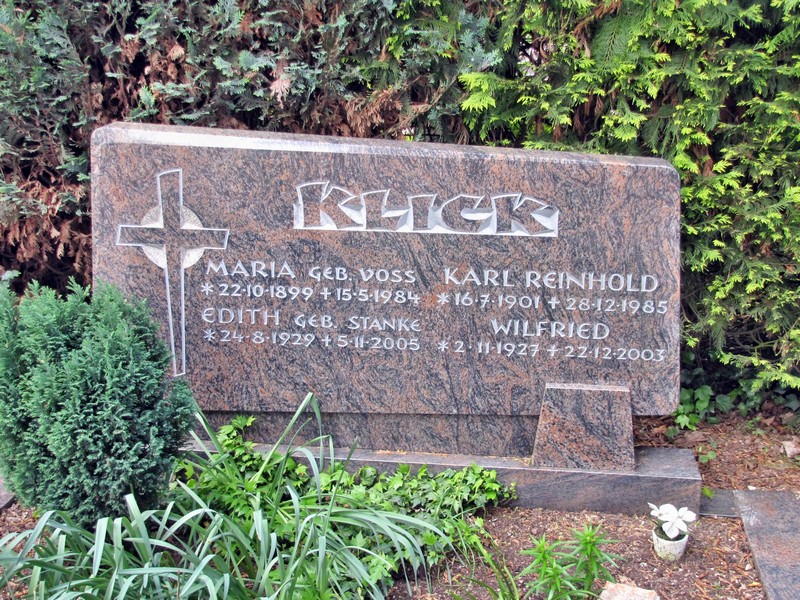 KLICK
MARIA GEB. VOSS KARL REINHOLD
*22·10·1899+15·5·1984 *16·7·1901+28·12·1985
EDITH GEB. STANKE WILFRIED
*24·8·1929+5·11·2005 *2·11·1927+22·12·2003